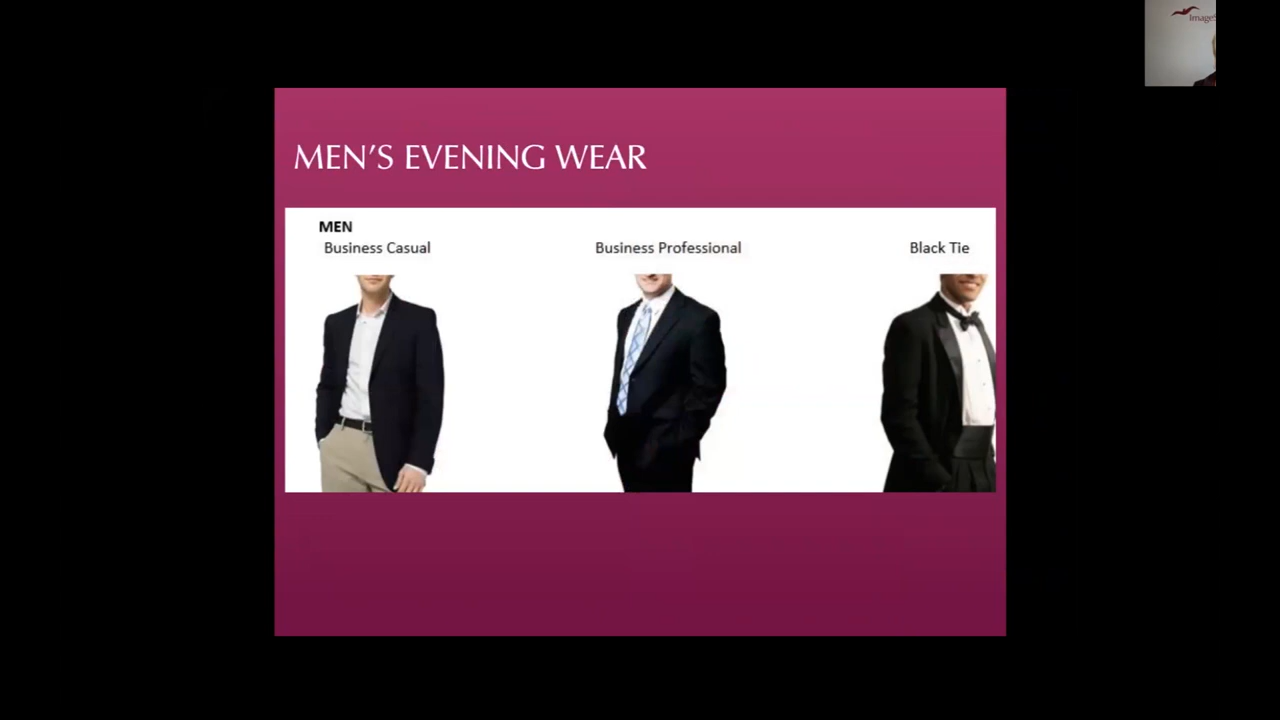 MEN'S EVENING WEAR
MEN
Business Casual
Business Professional
Black Tie